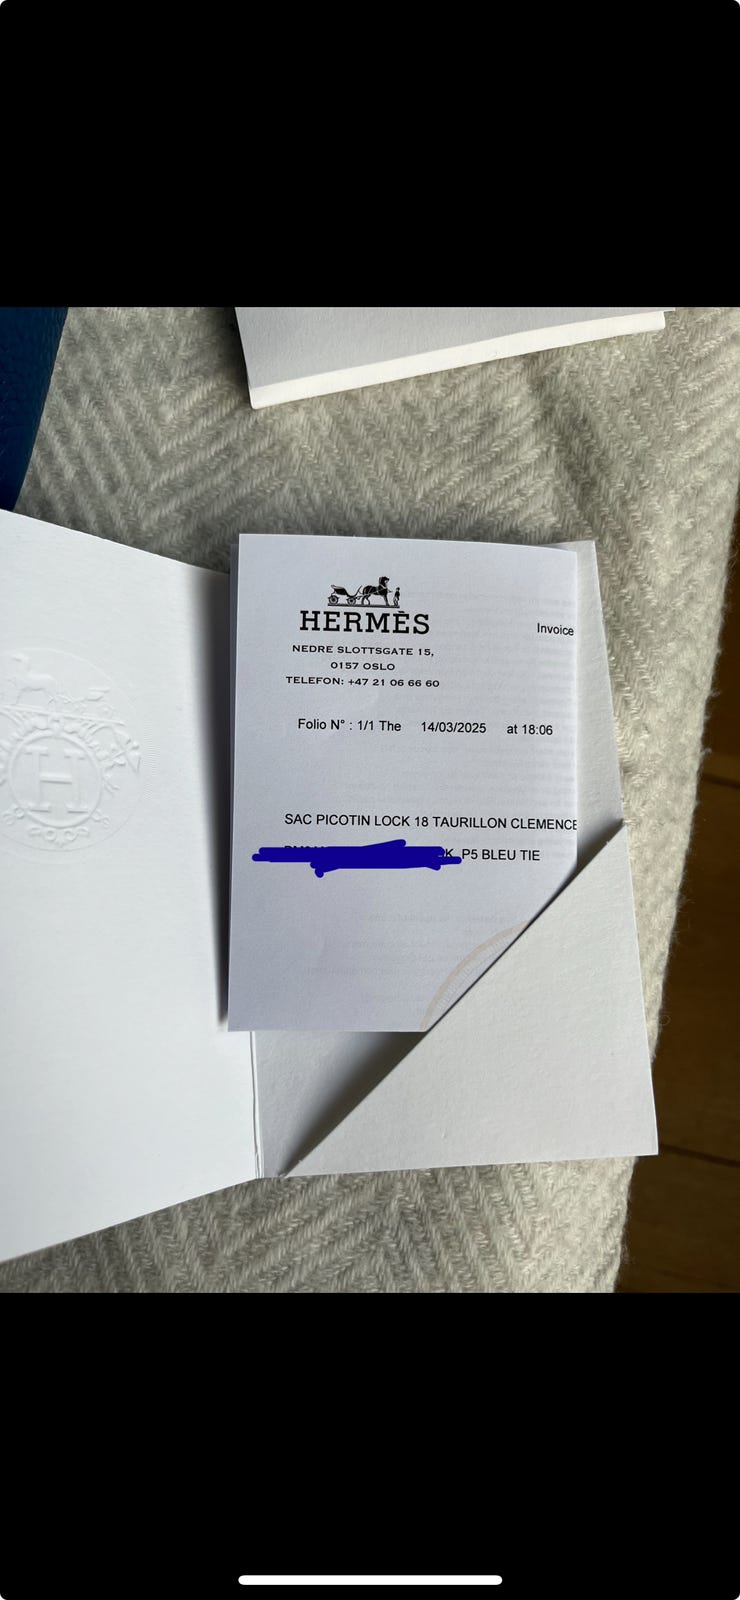 HERMÈS
NEDRE SLOTTSGATE 15,
0157 OSLO
TELEFON: +47 21 06 66 60
Invoice
Folio N° : 1/1 The 14/03/2025 at 18:06
SAC PICOTIN LOCK 18 TAURILLON CLEMENCE
P5 BLEU TIE
H